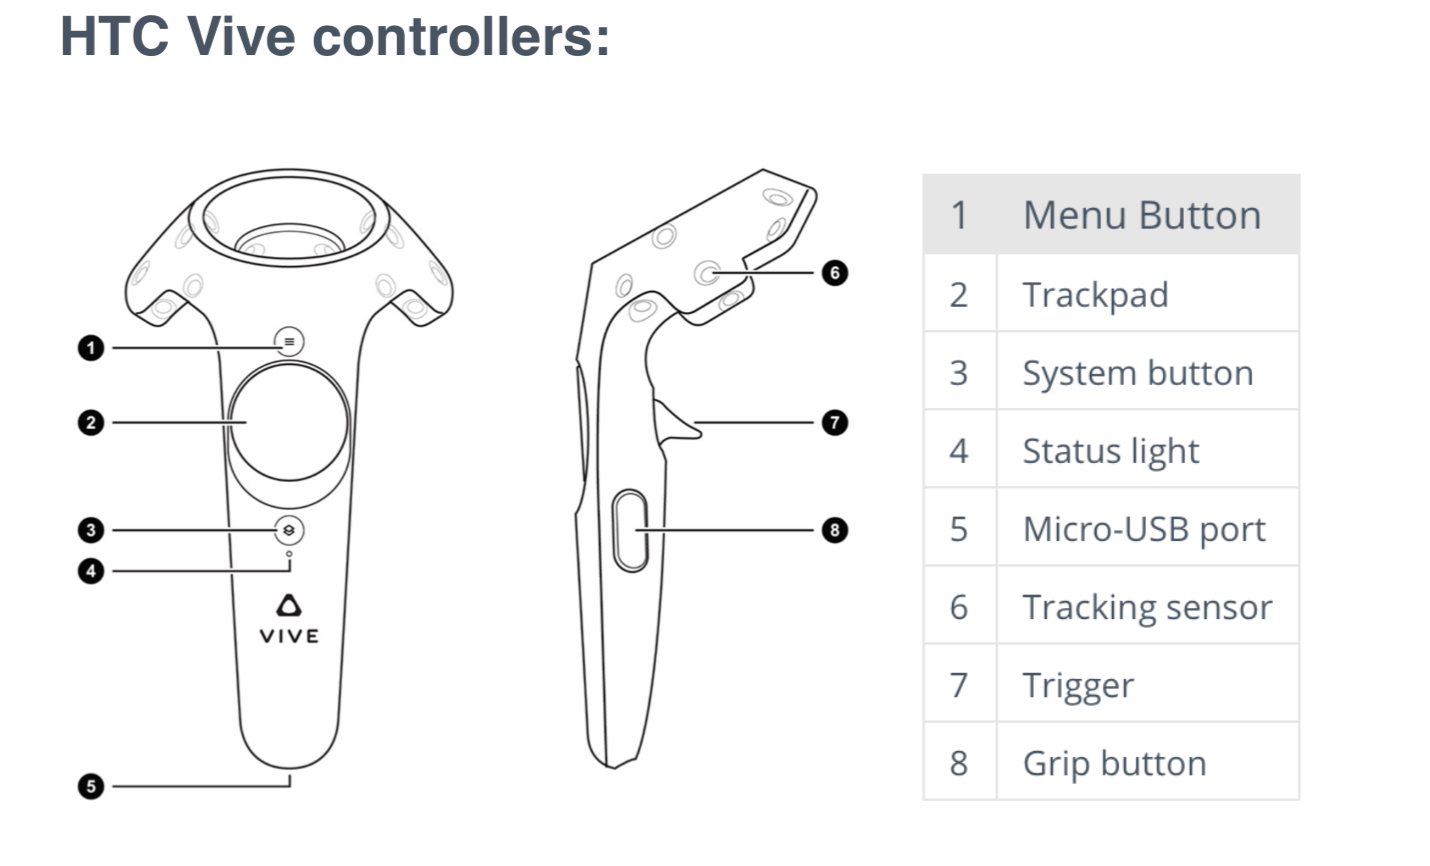 HTC Vive controllers:
1
2
3
4
5
VIVE
6
7
8
1 Menu Button
2 Trackpad
3 System button
4 Status light
5 Micro-USB port
6 Tracking sensor
7 Trigger
8 Grip button